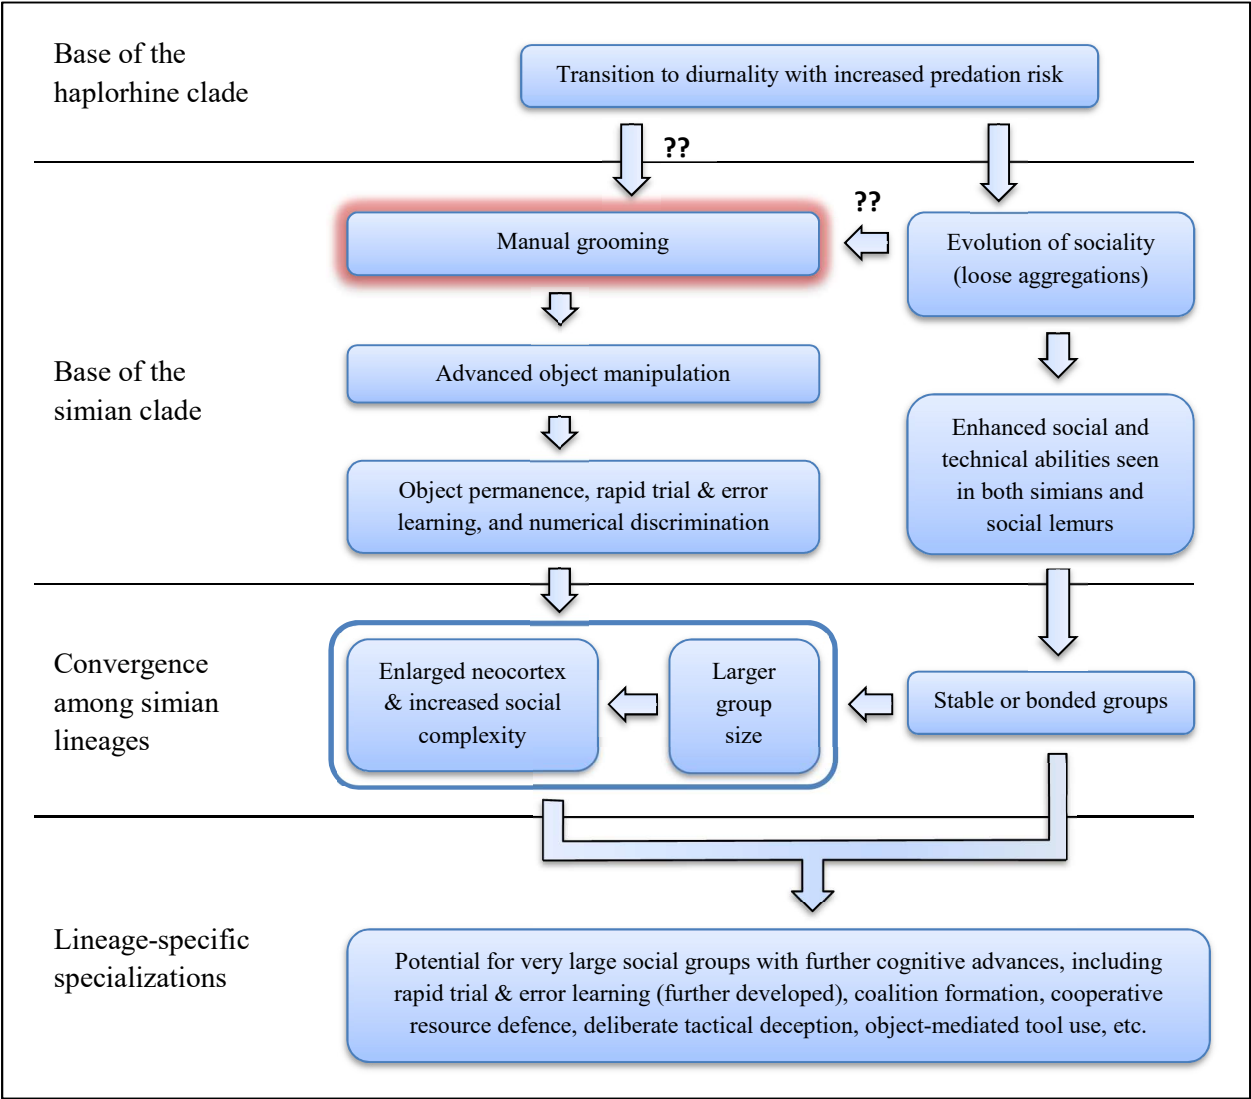 Base of the
haplorhine clade
Transition to diurnality with increased predation risk
??
??
Manual grooming
Evolution of sociality
(loose aggregations)
Base of the
simian clade
Advanced object manipulation
Enhanced social and
technical abilities seen
in both simians and
social lemurs
Object permanence, rapid trial & error
learning, and numerical discrimination
Convergence
among simian
lineages
Enlarged neocortex
& increased social
complexity
Larger
group
size
Stable or bonded groups
Lineage-specific
specializations
Potential for very large social groups with further cognitive advances, including
rapid trial & error learning (further developed), coalition formation, cooperative
resource defence, deliberate tactical deception, object-mediated tool use, etc.